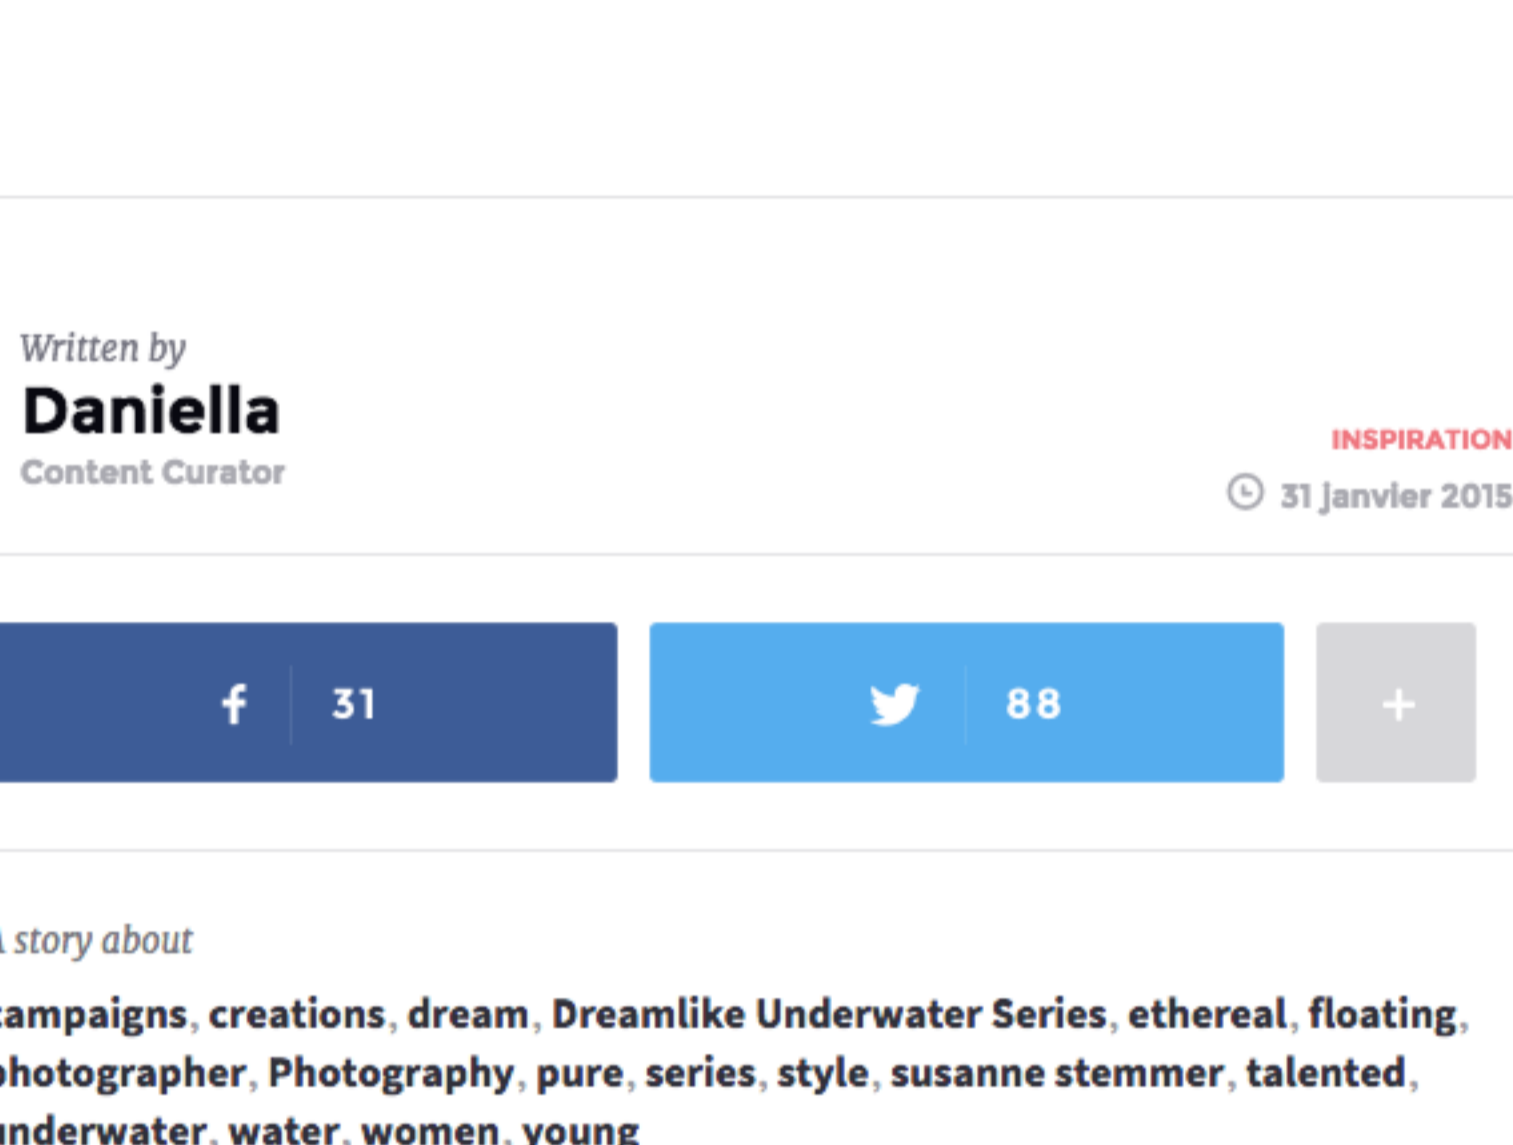 Written by
Daniella
Content Curator
INSPIRATION
31 janvier 2015
31
88
+
A story about
campaigns, creations, dream, Dreamlike Underwater Series, ethereal, floating,
photographer, Photography, pure, series, style, susanne stemmer, talented,
underwater, water, women, young